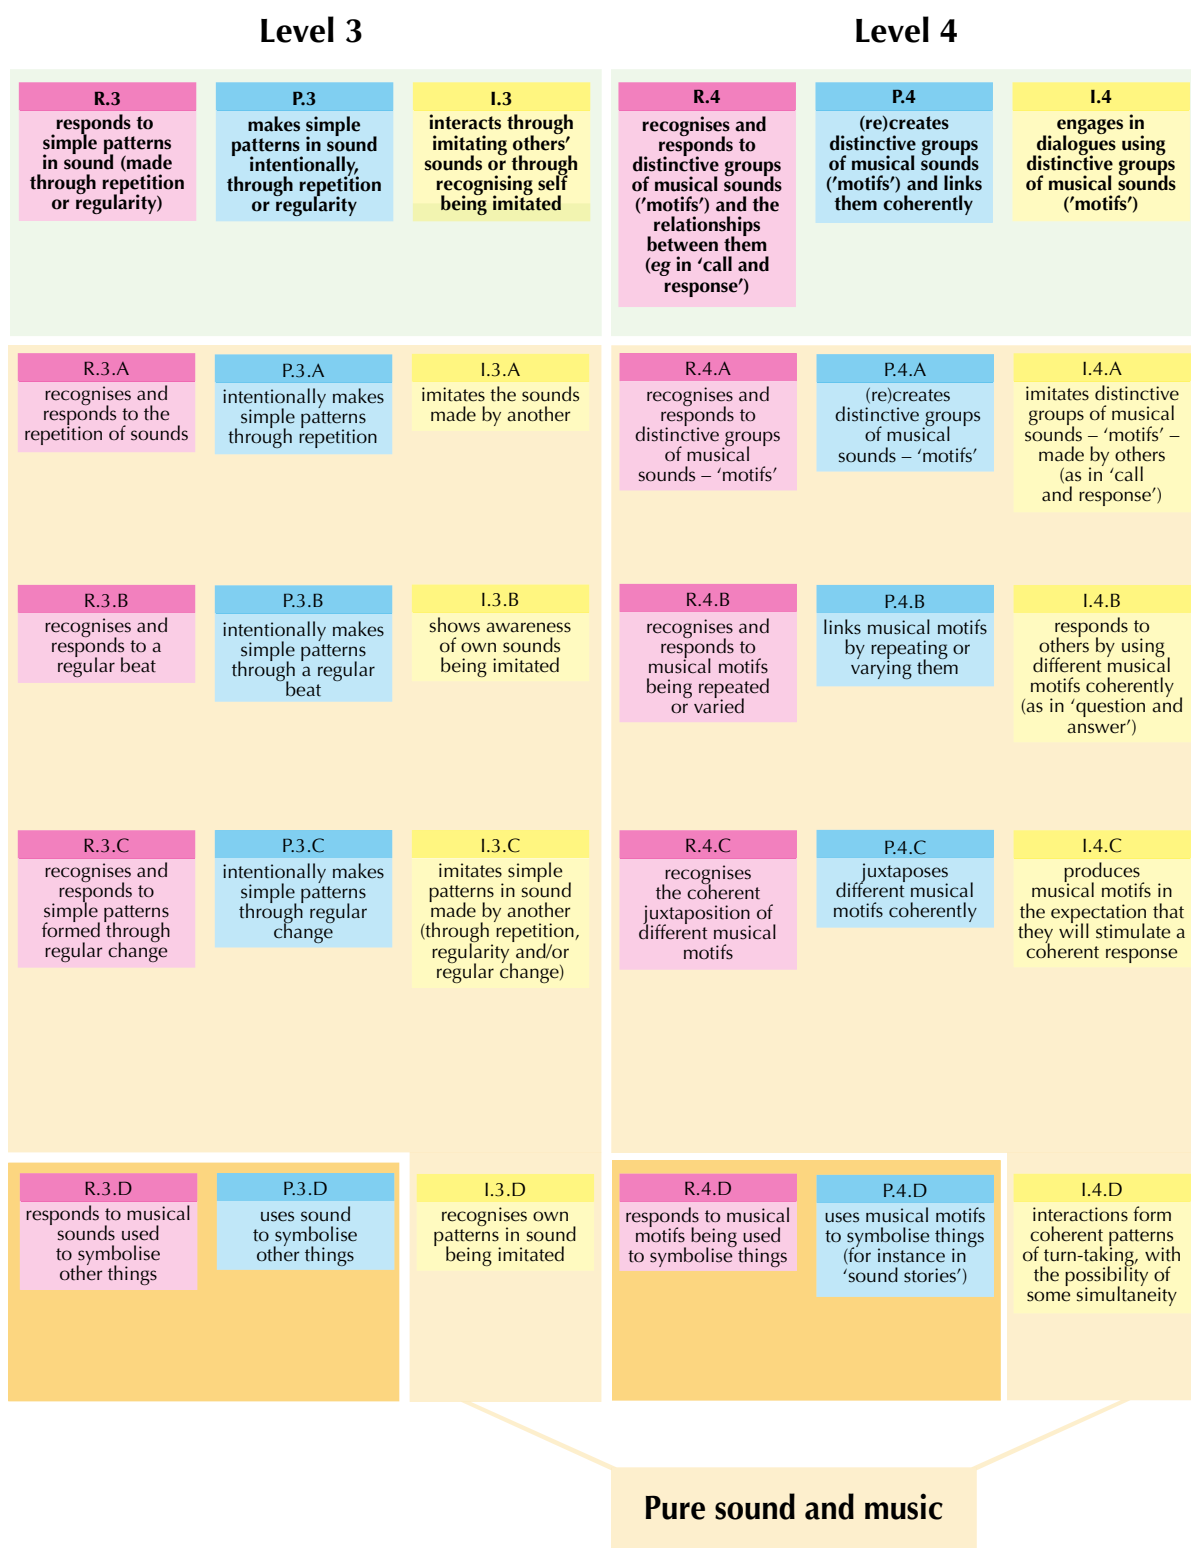 Level 3
Level 4
R.3
responds to
simple patterns
in sound (made
through repetition
or regularity)
P.3
makes simple
patterns in sound
intentionally,
through repetition
or regularity
I.3
interacts through
imitating others’
sounds or through
recognising self
being imitated
R.4
recognises and
responds to
distinctive groups
of musical sounds
(’motifs’) and the
relationships
between them
(eg in ‘call and
response’)
P.4
(re)creates
distinctive groups
of musical sounds
(’motifs’) and links
them coherently
I.4
engages in
dialogues using
distinctive groups
of musical sounds
(’motifs’)
R.3.A
recognises and
responds to the
repetition of sounds
P.3.A
intentionally makes
simple patterns
through repetition
I.3.A
imitates the sounds
made by another
R.4.A
recognises and
responds to
distinctive groups
of musical
sounds – ‘motifs’
P.4.A
(re)creates
distinctive groups
of musical
sounds – ‘motifs’
I.4.A
imitates distinctive
groups of musical
sounds – ‘motifs’ –
made by others
(as in ‘call
and response’)
R.3.B
recognises and
responds to a
regular beat
P.3.B
intentionally makes
simple patterns
through a regular
beat
I.3.B
shows awareness
of own sounds
being imitated
R.4.B
recognises and
responds to
musical motifs
being repeated
or varied
P.4.B
links musical motifs
by repeating or
varying them
I.4.B
responds to
others by using
different musical
motifs coherently
(as in ‘question and
answer’)
R.3.C
recognises and
responds to
simple patterns
formed through
regular change
P.3.C
intentionally makes
simple patterns
through regular
change
I.3.C
imitates simple
patterns in sound
made by another
(through repetition,
regularity and/or
regular change)
R.4.C
recognises
the coherent
juxtaposition of
different musical
motifs
P.4.C
juxtaposes
different musical
motifs coherently
I.4.C
produces
musical motifs in
the expectation that
they will stimulate a
coherent response
R.3.D
responds to musical
sounds used
to symbolise
other things
P.3.D
uses sound
to symbolise
other things
I.3.D
recognises own
patterns in sound
being imitated
R.4.D
responds to musical
motifs being used
to symbolise things
P.4.D
uses musical motifs
to symbolise things
(for instance in
‘sound stories’)
I.4.D
interactions form
coherent patterns
of turn-taking, with
the possibility of
some simultaneity
Pure sound and music